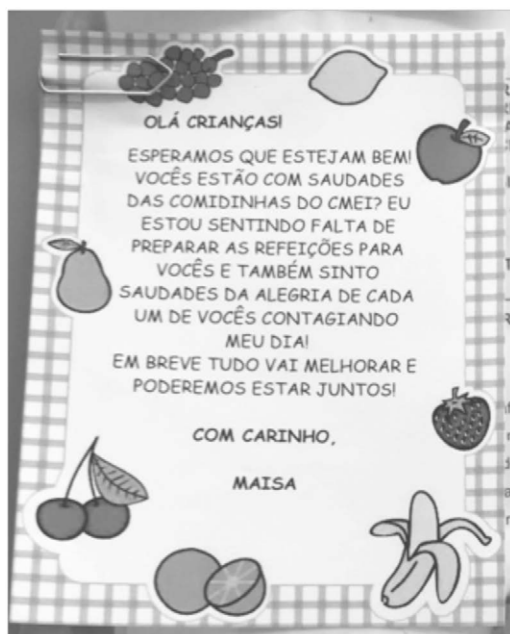 OLÁ CRIANÇAS!
ESPERAMOS QUE ESTEJAM BEM!
VOCÊS ESTÃO COM SAUDADES
DAS COMIDINHAS DO CMEI? EU
ESTOU SENTINDO FALTA DE
PREPARAR AS REFEIÇÕES PARA
VOCÊS E TAMBÉM SINTO
SAUDADES DA ALEGRIA DE CADA
UM DE VOCÊS CONTAGIANDO
MEU DIA!
EM BREVE TUDO VAI MELHORAR E
PODEREMOS ESTAR JUNTOS!
COM CARINHO,
MAISA